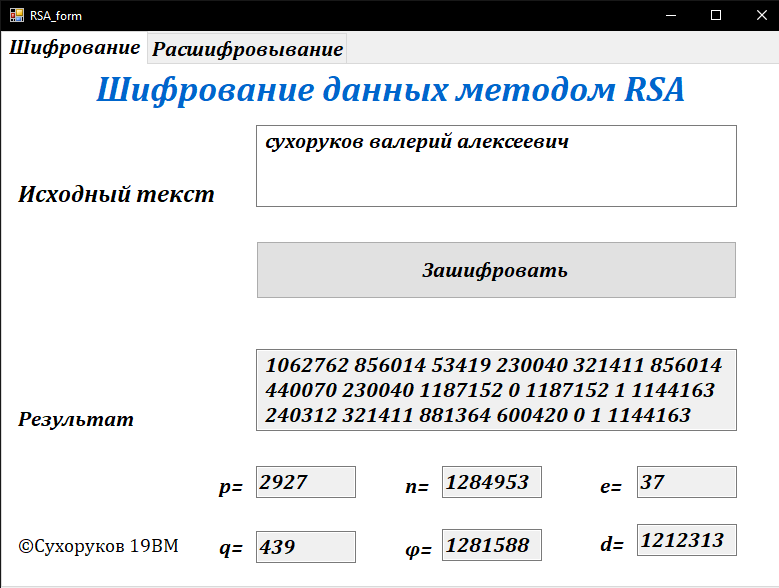 RSA_form
Шифрование Расшифровывание
Шифрование данных методом RSA
сухоруков валерий алексеевич
Исходный текст
Зашифровать
1062762 856014 53419 230040 321411 856014
440070 230040 1187152 0 1187152 1 1144163
240312 321411 881364 600420 0 1 1144163
Результат
p= 2927 n= 1284953 e= 37
©Сухоруков 19ВМ q= 439 φ= 1281588 d= 1212313